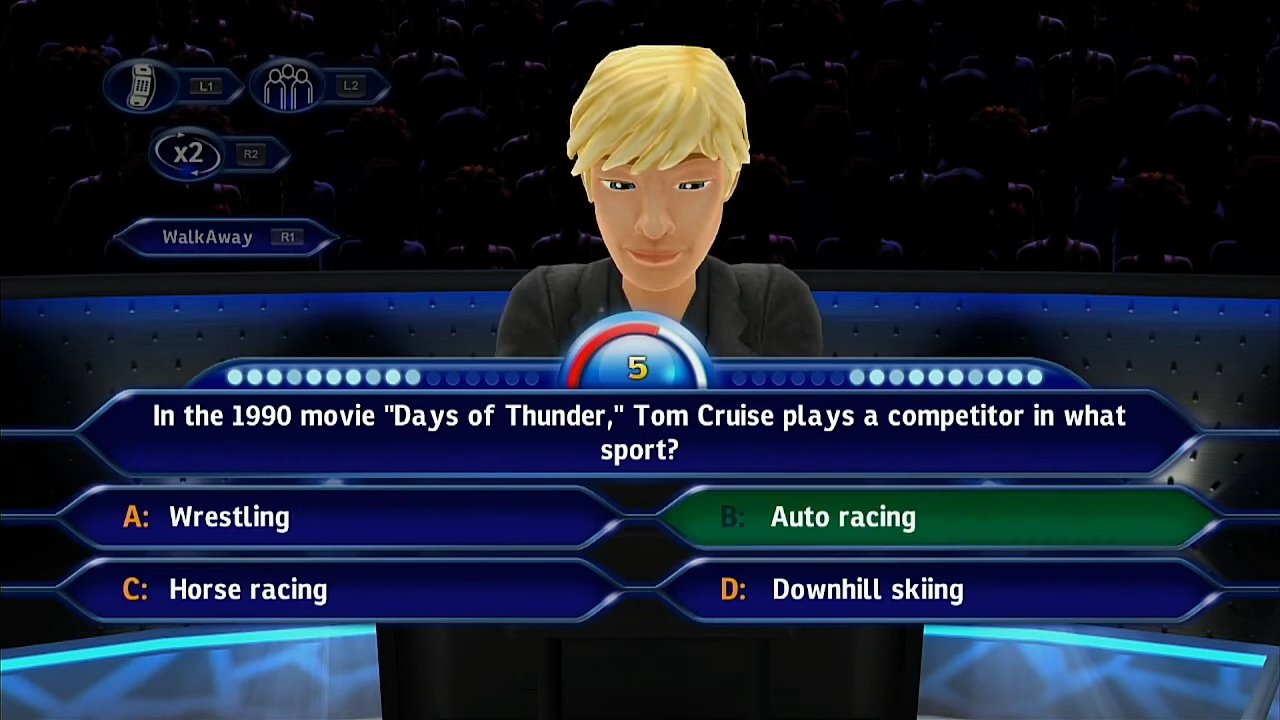 L1
L2
x2
R2
WalkAway R1
5
In the 1990 movie "Days of Thunder," Tom Cruise plays a competitor in what
sport?
A: Wrestling
B: Auto racing
C: Horse racing
D: Downhill skiing